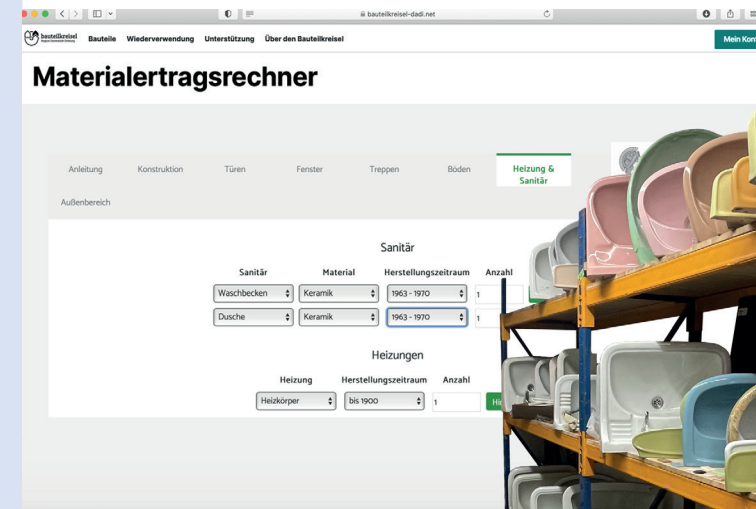 bauteilkreisel-dadi.net
bauteilkreisel
Bauteile Wiederverwendung Unterstützung Über den Bauteilkreisel
Mein Kon
Materialertragsrechner
Anleitung Konstruktion Türen Fenster Treppen Böden Heizung &
Sanitär
Außenbereich
Sanitär
Sanitär Material Herstellungszeitraum Anzahl
Waschbecken Keramik 1963 - 1970 1
Dusche Keramik 1963 - 1970 1
Heizungen
Heizung Herstellungszeitraum Anzahl
Heizkörper bis 1900 1 Hi